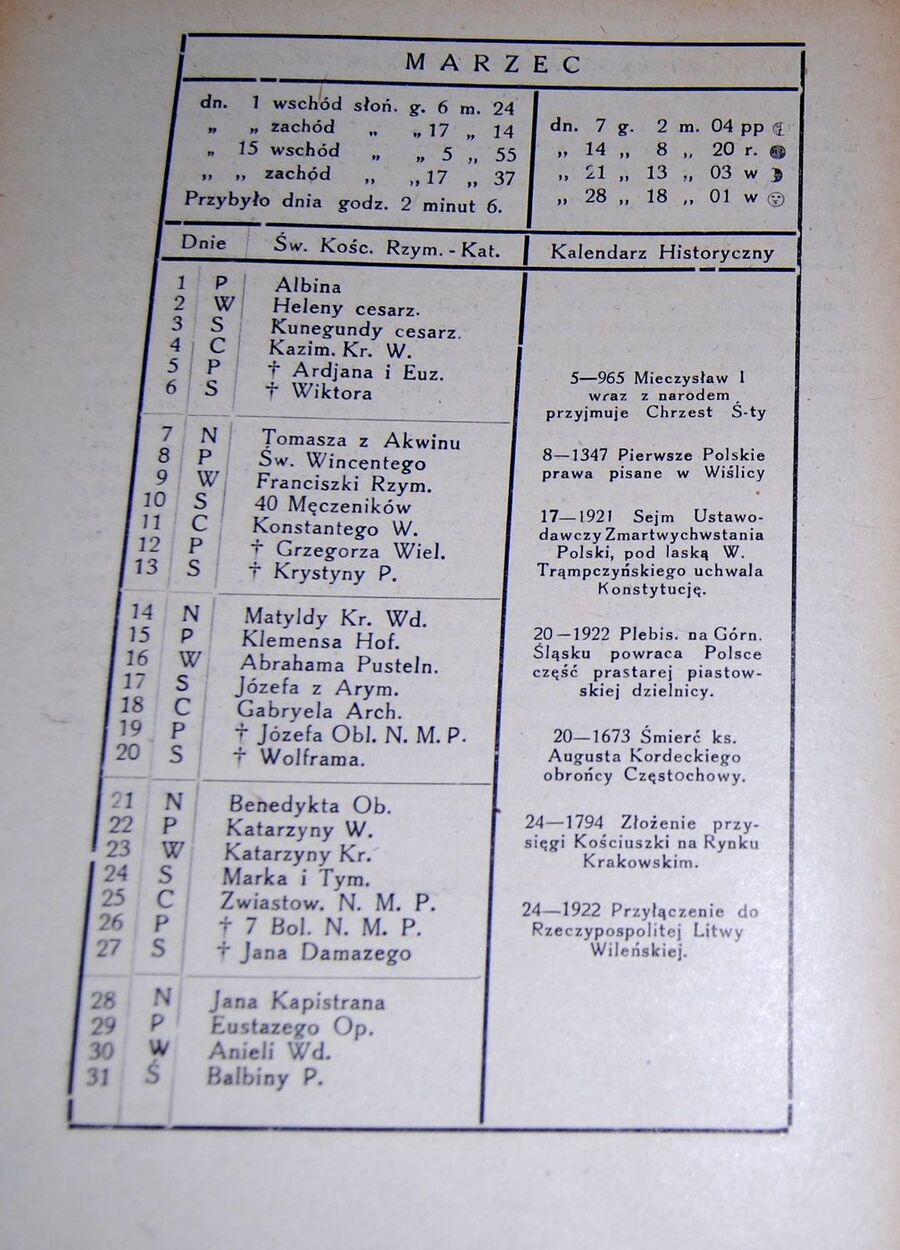 MARZEC
dn. 1 wschód słoń. g. 6 m. 24
„ „ zachód „ „ 17 „ 14
„ 15 wschód „ „ 5 „ 55
„ „ zachód „ „ 17 „ 37
Przybyło dnia godz. 2 minut 6.
dn. 7 g. 2 m. 04 pp
„ 14 „ 8 „ 20 r.
„ 21 „ 13 „ 03 w
„ 28 „ 18 „ 01 w
Dnie Św. Kośc. Rzym. - Kat. Kalendarz Historyczny
1 P Albina
2 W Heleny cesarz.
3 S Kunegundy cesarz.
4 C Kazim. Kr. W.
5 P † Ardjana i Euz.
6 S † Wiktora
7 N Tomasza z Akwinu
8 P Św. Wincentego
9 W Franciszki Rzym.
10 S 40 Męczeników
11 C Konstantego W.
12 P † Grzegorza Wiel.
13 S † Krystyny P.
14 N Matyldy Kr. Wd.
15 P Klemensa Hof.
16 W Abrahama Pusteln.
17 S Józefa z Arym.
18 C Gabryela Arch.
19 P † Józefa Obl. N. M. P.
20 S † Wolframa.
21 N Benedykta Ob.
22 P Katarzyny W.
23 W Katarzyny Kr.
24 S Marka i Tym.
25 C Zwiastow. N. M. P.
26 P † 7 Bol. N. M. P.
27 S † Jana Damazego
28 N Jana Kapistrana
29 P Eustazego Op.
30 W Anieli Wd.
31 Ś Balbiny P.
5—965 Mieczysław I
wraz z narodem
przyjmuje Chrzest Ś-ty
8—1347 Pierwsze Polskie
prawa pisane w Wiślicy
17—1921 Sejm Ustawo-
dawczy Zmartwychwstania
Polski, pod laską W.
Trąmpczyńskiego uchwala
Konstytucję.
20—1922 Plebis. na Górn.
Śląsku powraca Polsce
część prastarej piastow-
skiej dzielnicy.
20—1673 Śmierć ks.
Augusta Kordeckiego
obrońcy Częstochowy.
24—1794 Złożenie przy-
sięgi Kościuszki na Rynku
Krakowskim.
24—1922 Przyłączenie do
Rzeczypospolitej Litwy
Wileńskiej.